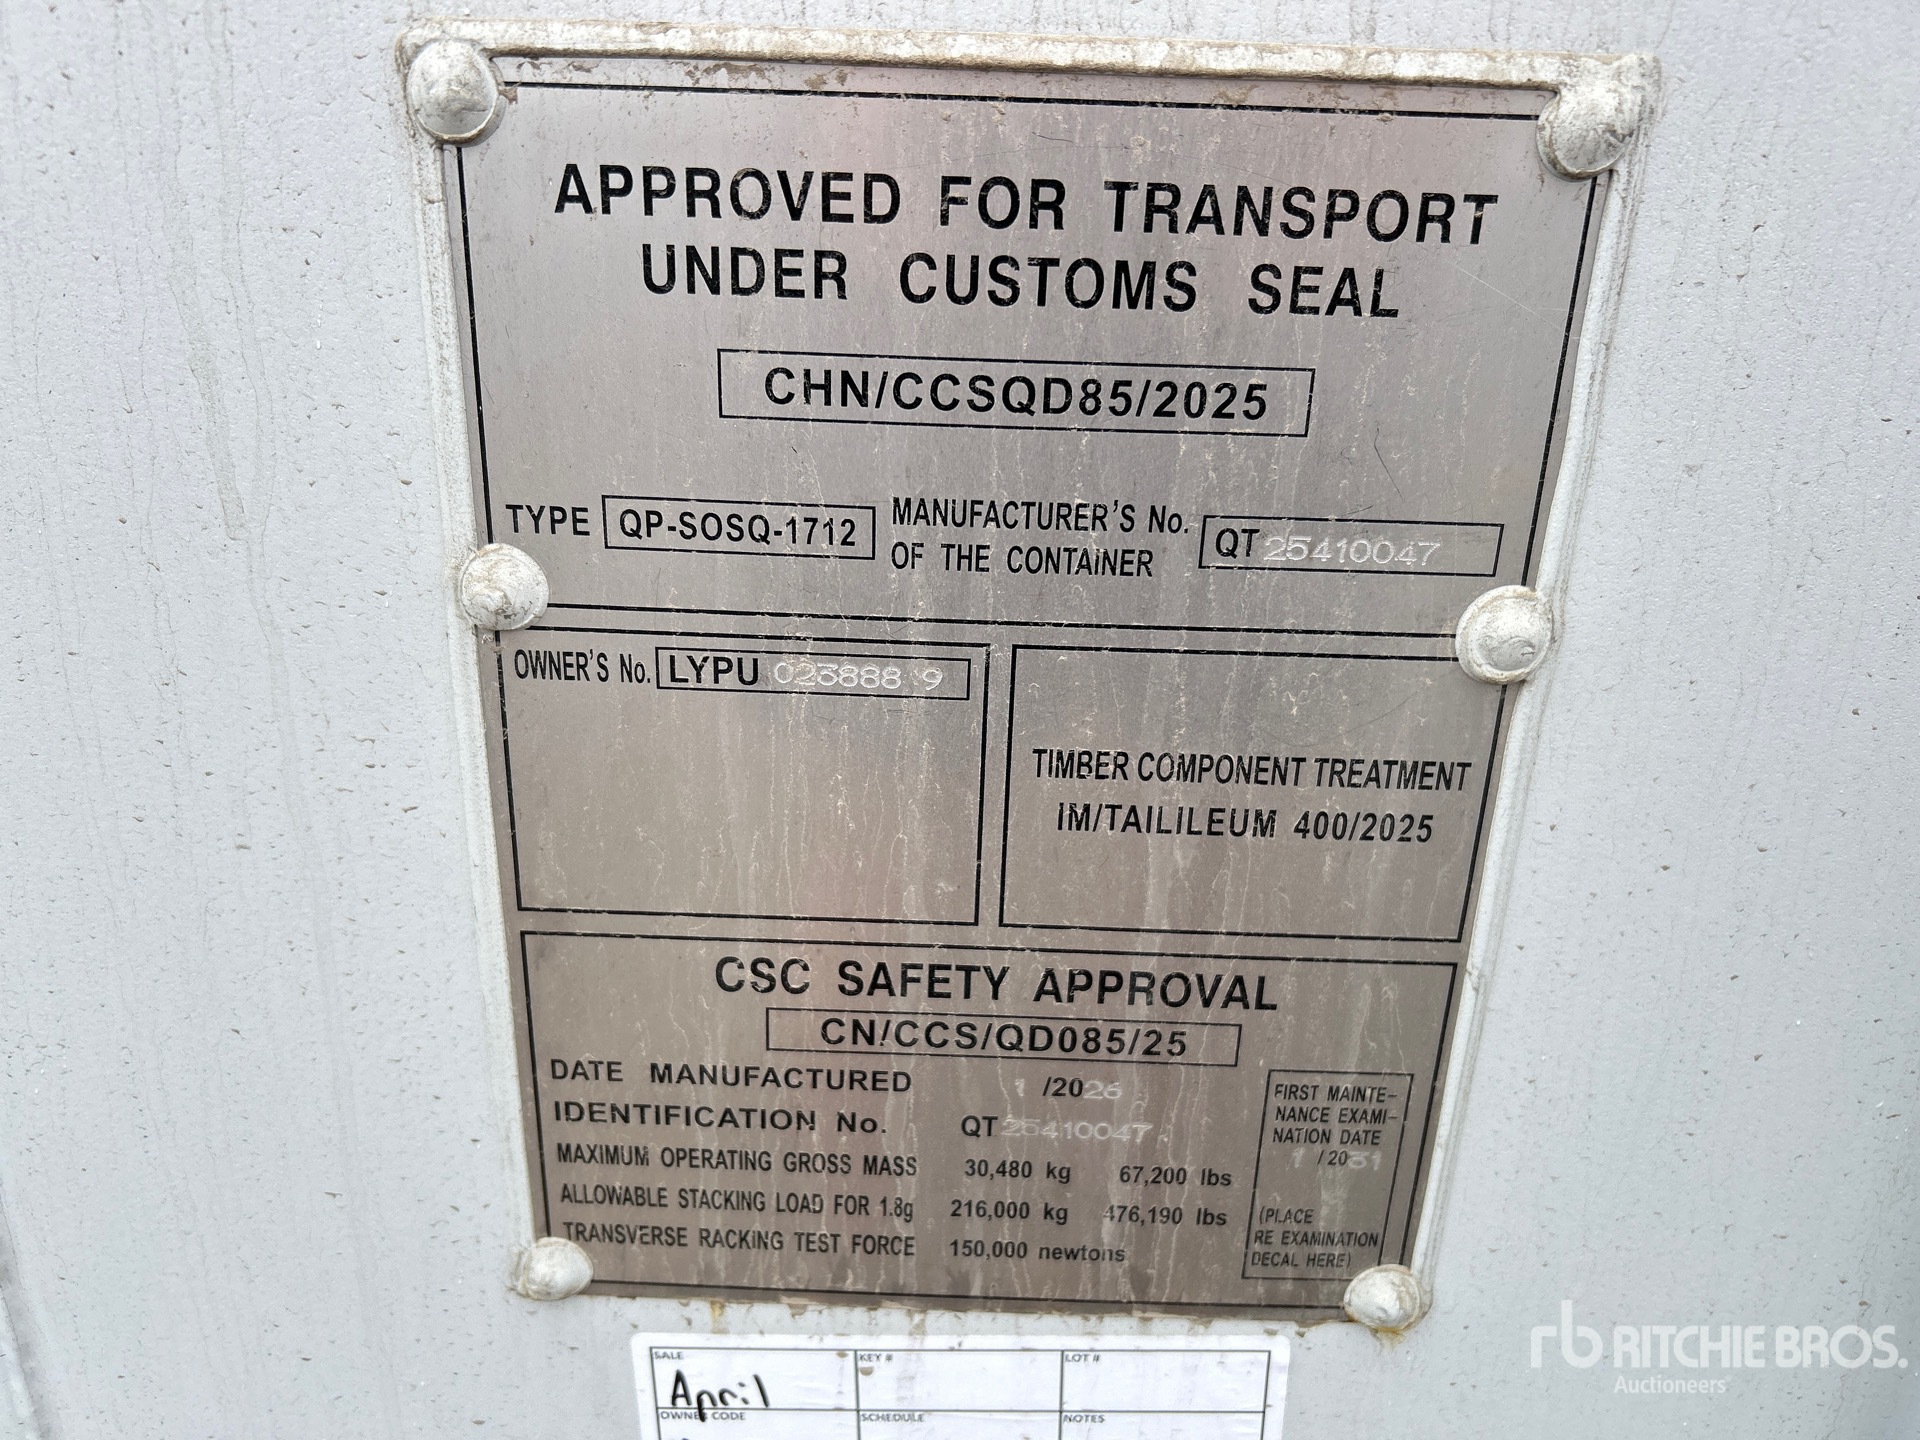 APPROVED FOR TRANSPORT
UNDER CUSTOMS SEAL
CHN/CCSQD85/2025
TYPE QP-SOSQ-1712 MANUFACTURER'S No. OF THE CONTAINER QT 25410047
OWNER'S No. LYPU 023888 9
TIMBER COMPONENT TREATMENT
IM/TAILILEUM 400/2025
CSC SAFETY APPROVAL
CN/CCS/QD085/25
DATE MANUFACTURED 1 /2026
IDENTIFICATION No. QT 25410047
MAXIMUM OPERATING GROSS MASS 30,480 kg 67,200 lbs
ALLOWABLE STACKING LOAD FOR 1.8g 216,000 kg 476,190 lbs
TRANSVERSE RACKING TEST FORCE 150,000 newtons
FIRST MAINTE-
NANCE EXAMI-
NATION DATE
1 /2031
(PLACE
RE EXAMINATION
DECAL HERE)
SALE KEY # LOT #
April
OWNER CODE SCHEDULE NOTES
rb RITCHIE BROS.
Auctioneers